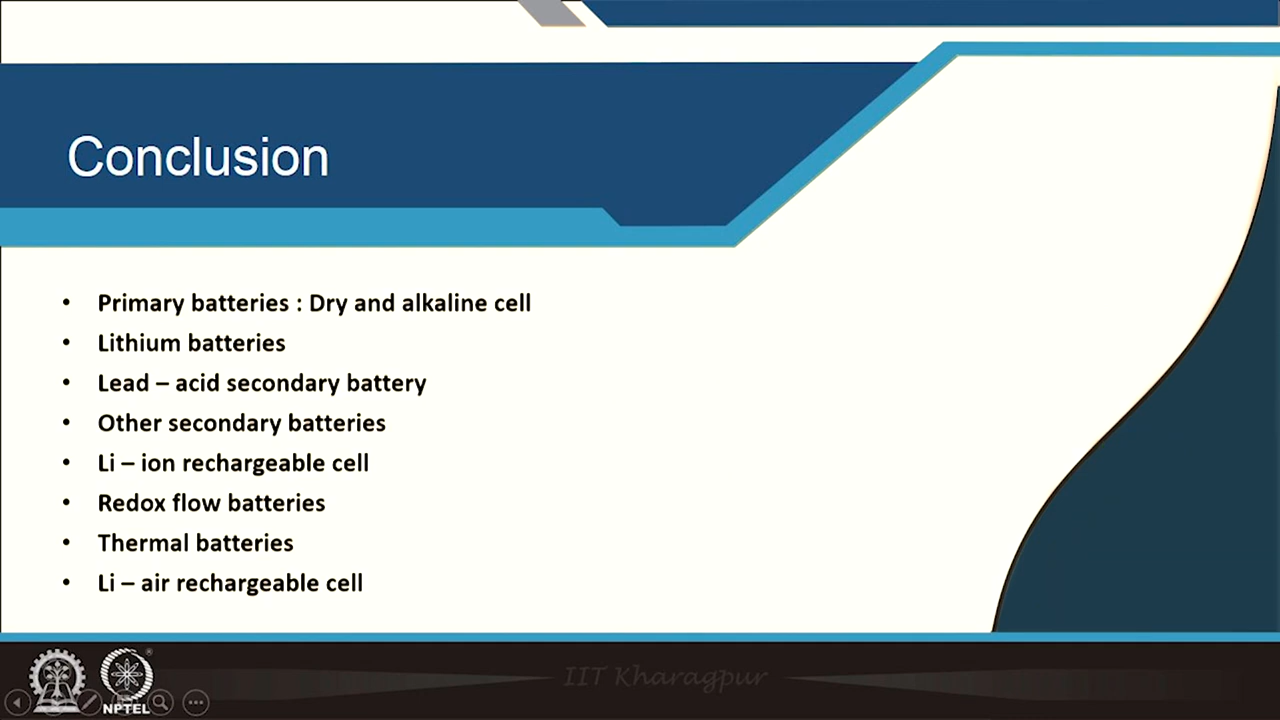 Conclusion
• Primary batteries : Dry and alkaline cell
• Lithium batteries
• Lead – acid secondary battery
• Other secondary batteries
• Li – ion rechargeable cell
• Redox flow batteries
• Thermal batteries
• Li – air rechargeable cell
IIT Kharagpur
NPTEL